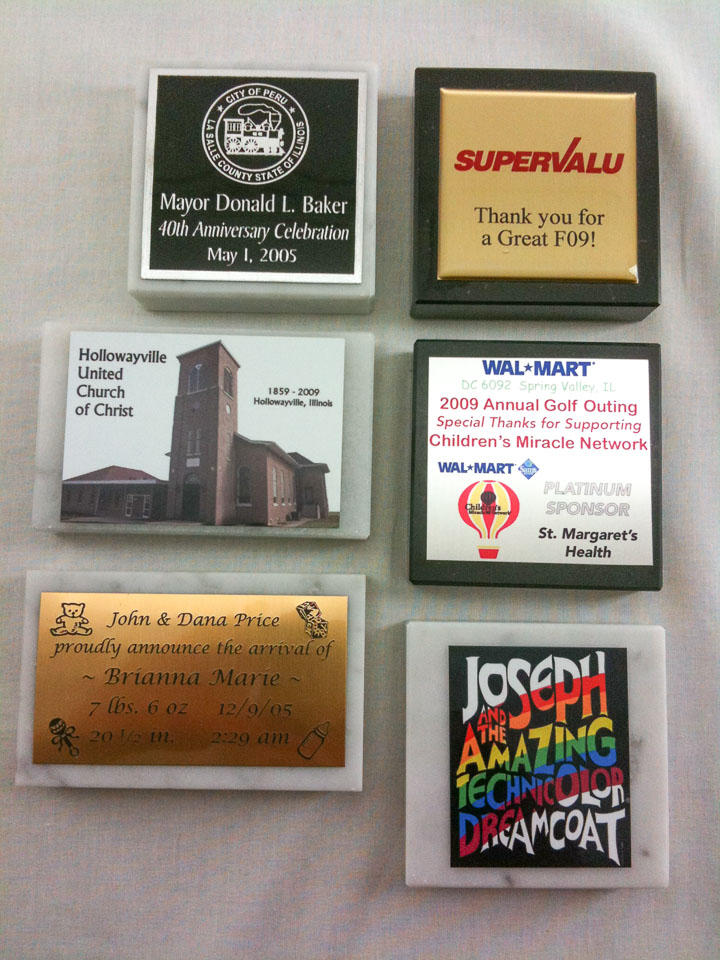 CITY OF PERU
LA SALLE COUNTY STATE OF ILLINOIS
Mayor Donald L. Baker
40th Anniversary Celebration
May 1, 2005
SUPERVALU
Thank you for
a Great F09!
Hollowayville
United
Church
of Christ
1859 - 2009
Hollowayville, Illinois
WAL★MART®
DC 6092 Spring Valley, IL
2009 Annual Golf Outing
Special Thanks for Supporting
Children's Miracle Network
WAL★MART®
Children's
Miracle Network
PLATINUM
SPONSOR
St. Margaret's
Health
John & Dana Price
proudly announce the arrival of
~ Brianna Marie ~
7 lbs. 6 oz 12/9/05
20 1/2 in. 2:29 am
JOSEPH
AND
THE
AMAZING
TECHNICOLOR
DREAMCOAT